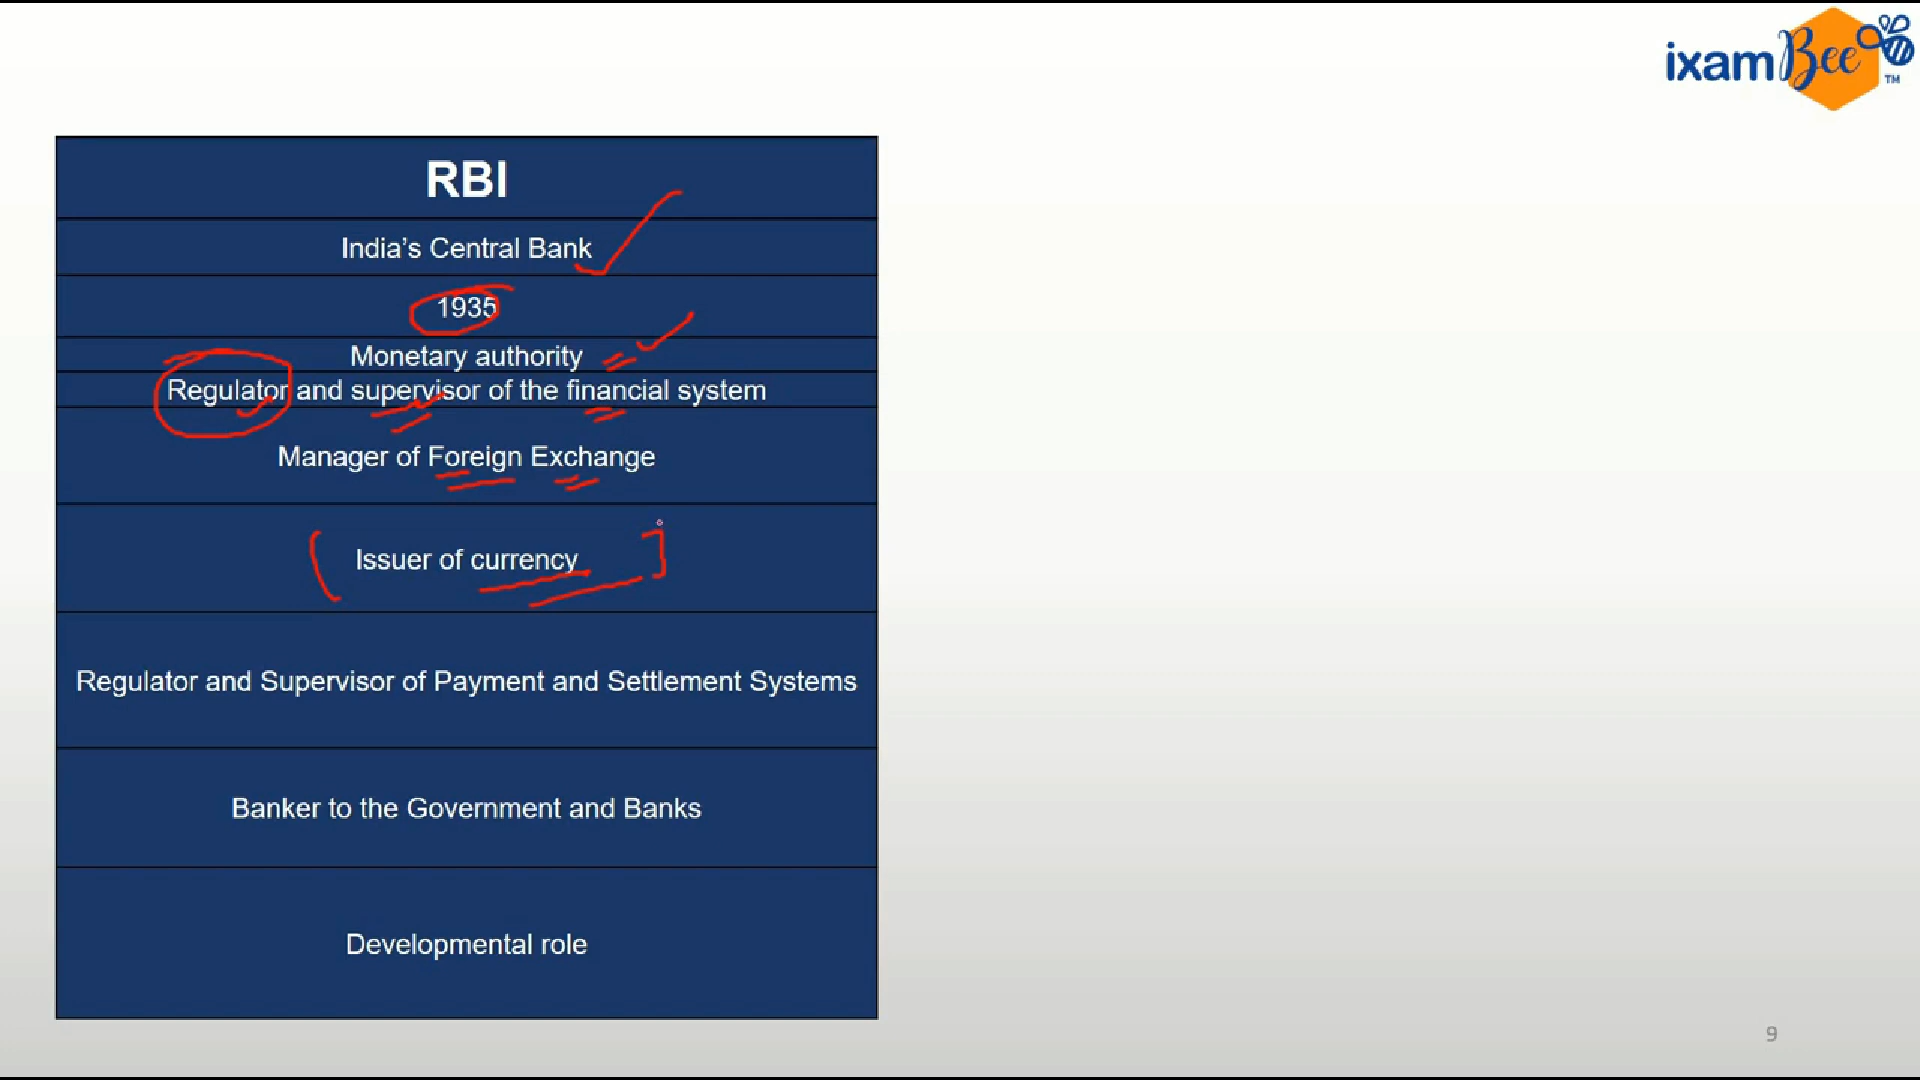 ixamBee™
RBI
India's Central Bank
1935
Monetary authority
Regulator and supervisor of the financial system
Manager of Foreign Exchange
Issuer of currency
Regulator and Supervisor of Payment and Settlement Systems
Banker to the Government and Banks
Developmental role
9